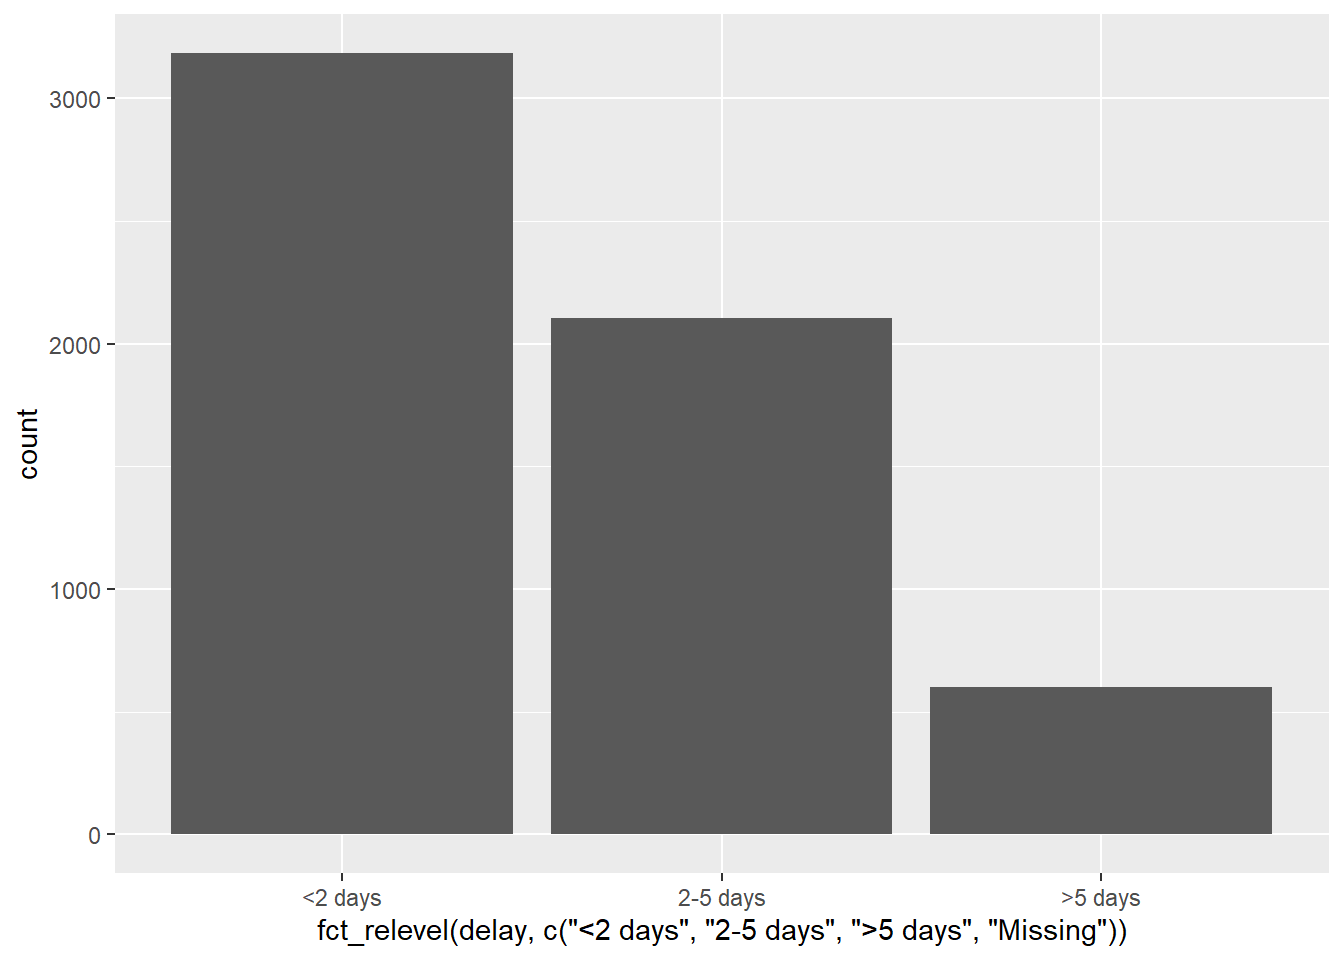 3000
2000
1000
0
count
<2 days
2-5 days
>5 days
fct_relevel(delay, c("<2 days", "2-5 days", ">5 days", "Missing"))